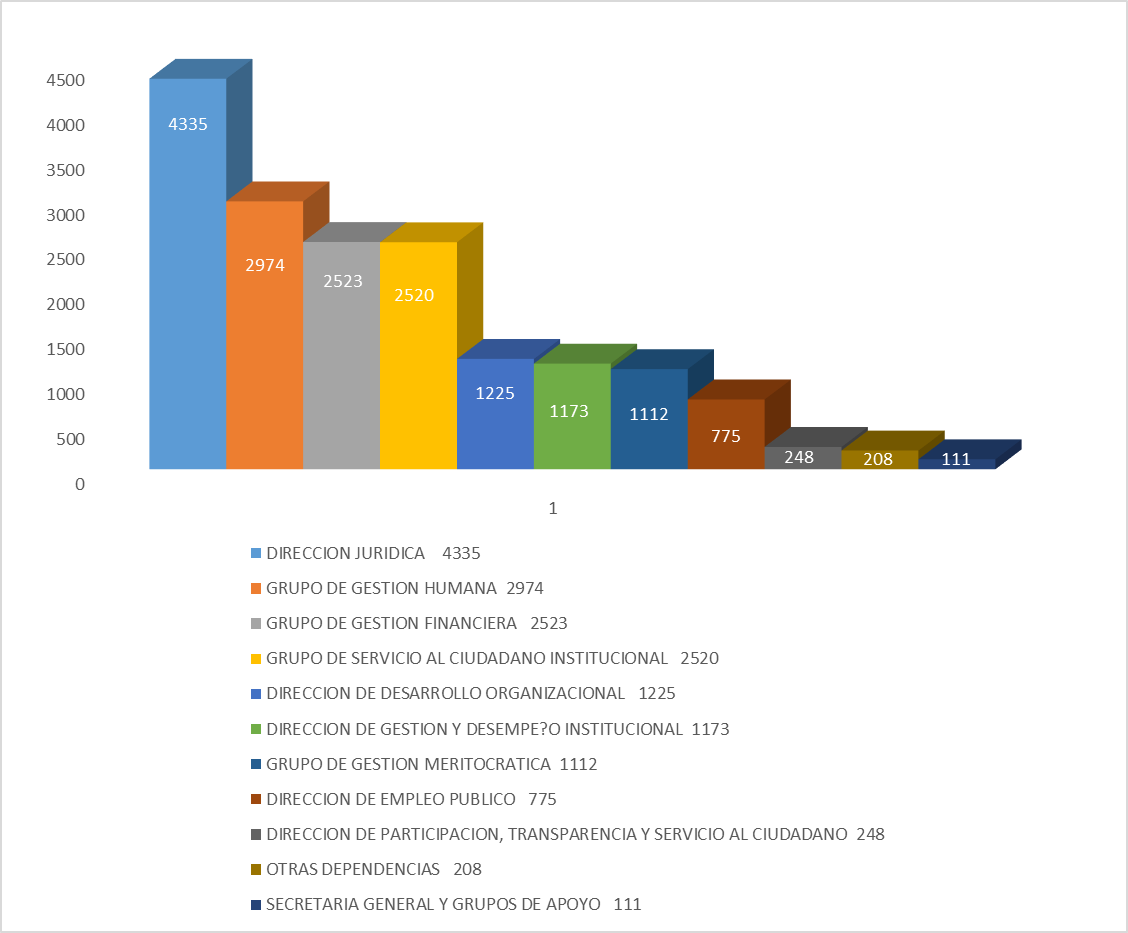 4500
4000
3500
3000
2500
2000
1500
1000
500
0
4335
2974
2523
2520
1225
1173
1112
775
248
208
111
1
DIRECCION JURIDICA 4335
GRUPO DE GESTION HUMANA 2974
GRUPO DE GESTION FINANCIERA 2523
GRUPO DE SERVICIO AL CIUDADANO INSTITUCIONAL 2520
DIRECCION DE DESARROLLO ORGANIZACIONAL 1225
DIRECCION DE GESTION Y DESEMPE?O INSTITUCIONAL 1173
GRUPO DE GESTION MERITOCRATICA 1112
DIRECCION DE EMPLEO PUBLICO 775
DIRECCION DE PARTICIPACION, TRANSPARENCIA Y SERVICIO AL CIUDADANO 248
OTRAS DEPENDENCIAS 208
SECRETARIA GENERAL Y GRUPOS DE APOYO 111